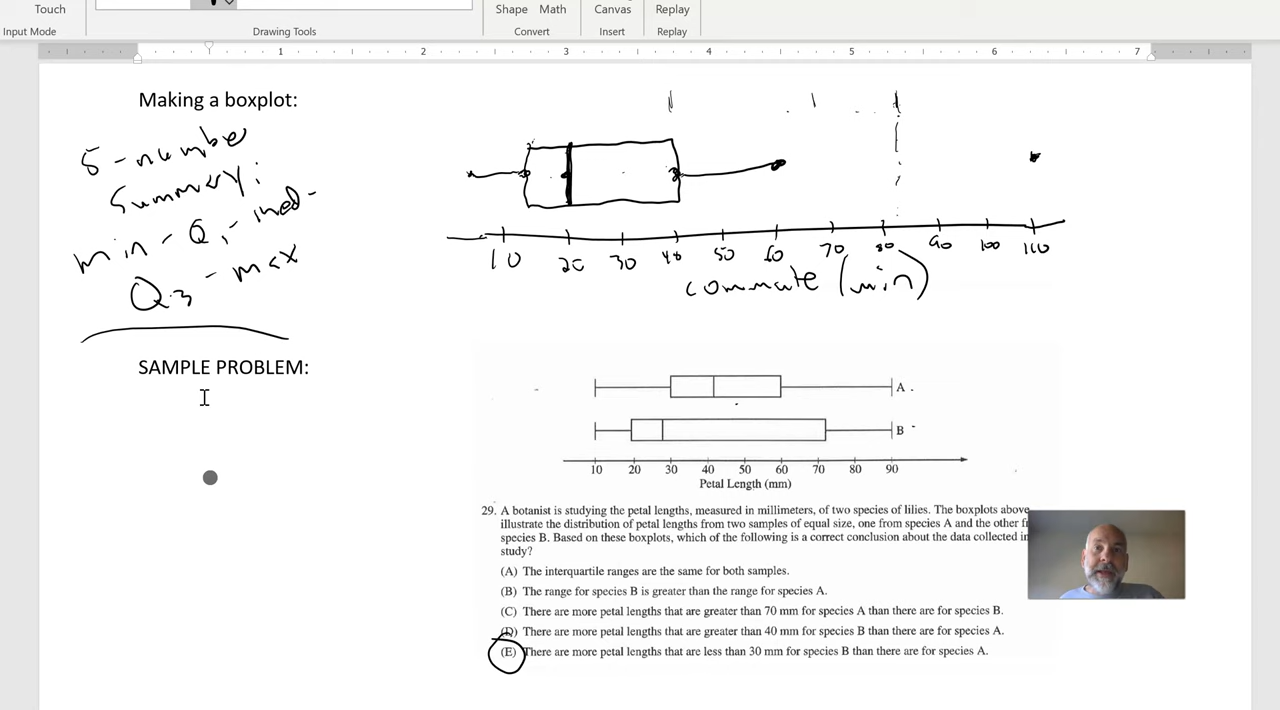 Touch
Shape Math
Canvas
Replay
Input Mode
Drawing Tools
Convert
Insert
Replay
1 2 3 4 5 6 7
Making a boxplot:
5-number
Summary:
min - Q1 - med -
Q3 - max
10 20 30 40 50 60 70 80 90 100 110
commute (min)
SAMPLE PROBLEM:
A
B
10 20 30 40 50 60 70 80 90
Petal Length (mm)
29. A botanist is studying the petal lengths, measured in millimeters, of two species of lilies. The boxplots above
illustrate the distribution of petal lengths from two samples of equal size, one from species A and the other
species B. Based on these boxplots, which of the following is a correct conclusion about the data collected in
study?
(A) The interquartile ranges are the same for both samples.
(B) The range for species B is greater than the range for species A.
(C) There are more petal lengths that are greater than 70 mm for species A than there are for species B.
(D) There are more petal lengths that are greater than 40 mm for species B than there are for species A.
(E) There are more petal lengths that are less than 30 mm for species B than there are for species A.